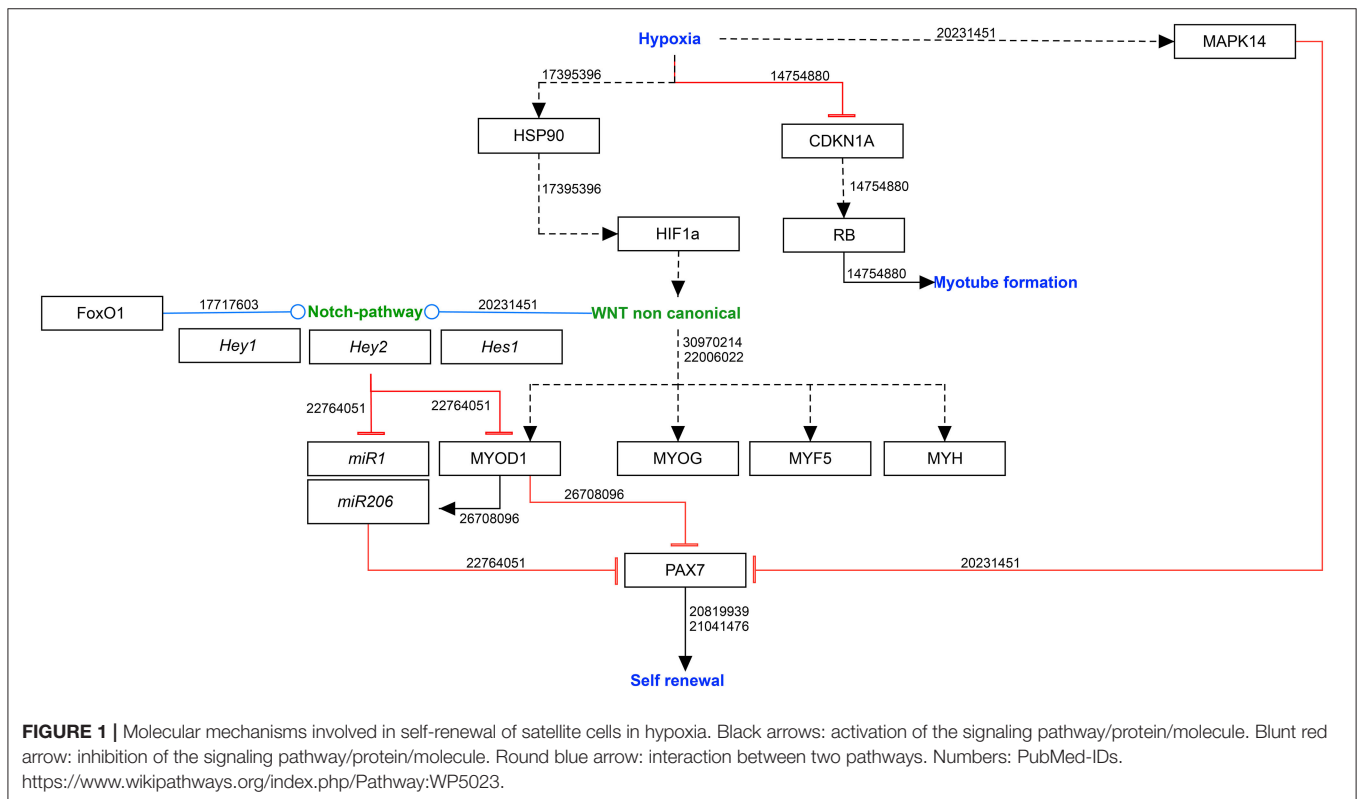 Hypoxia
20231451
MAPK14
17395396
14754880
HSP90
CDKN1A
17395396
14754880
HIF1a
RB
14754880
Myotube formation
FoxO1
17717603
Notch-pathway
20231451
WNT non canonical
Hey1
Hey2
Hes1
30970214
22006022
22764051
22764051
miR1
MYOD1
MYOG
MYF5
MYH
miR206
26708096
26708096
22764051
PAX7
20231451
20819939
21041476
Self renewal
FIGURE 1 | Molecular mechanisms involved in self-renewal of satellite cells in hypoxia. Black arrows: activation of the signaling pathway/protein/molecule. Blunt red
arrow: inhibition of the signaling pathway/protein/molecule. Round blue arrow: interaction between two pathways. Numbers: PubMed-IDs.
https://www.wikipathways.org/index.php/Pathway:WP5023.